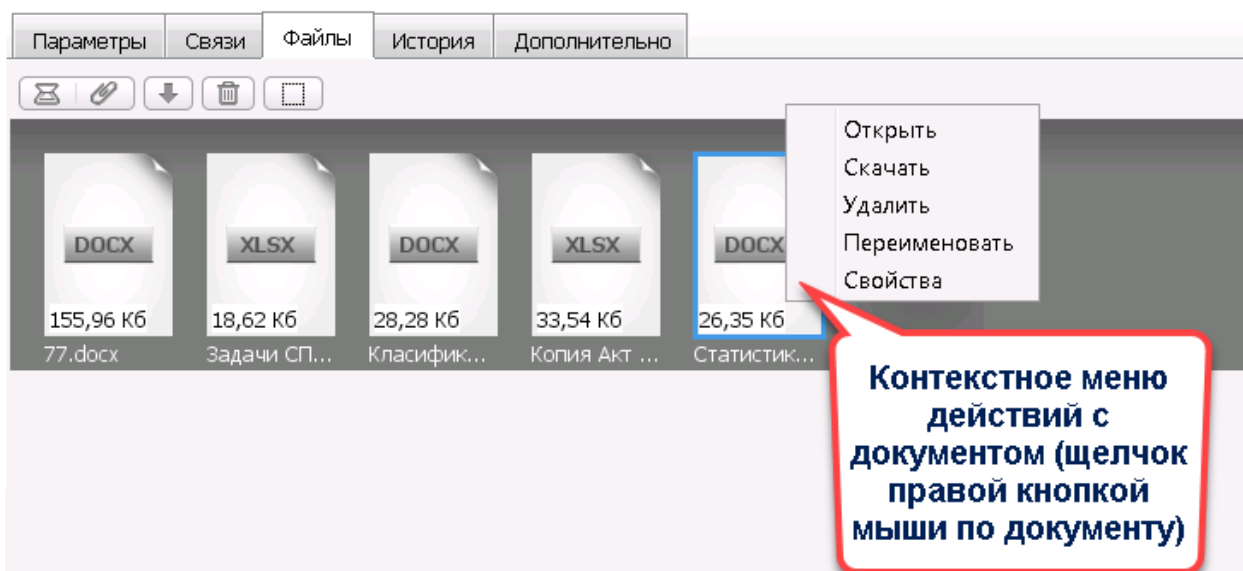 Параметры Связи Файлы История Дополнительно
Открыть
Скачать
Удалить
Переименовать
Свойства
DOCX XLSX DOCX XLSX DOCX
155,96 Кб 18,62 Кб 28,28 Кб 33,54 Кб 26,35 Кб
77.docx Задачи СП... Класифик... Копия Акт ... Статистик...
Контекстное меню
действий с
документом (щелчок
правой кнопкой
мыши по документу)